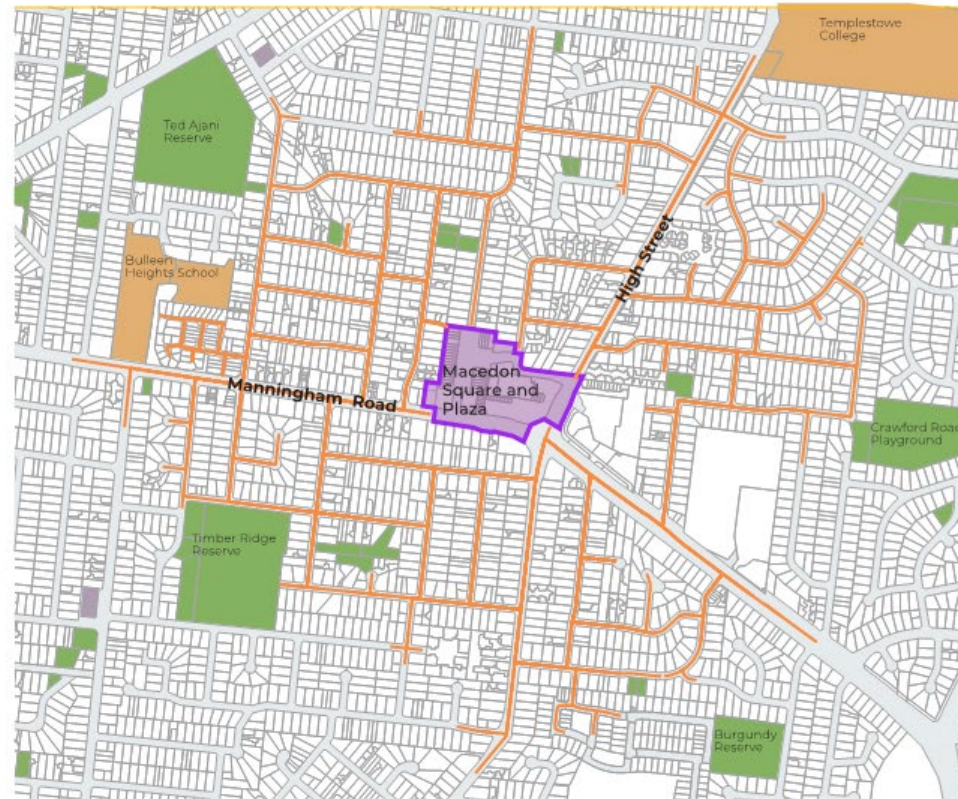 Templestowe
College
Ted Ajani
Reserve
High Street
Bulleen
Heights School
Macedon
Square and
Plaza
Manningham Road
Crawford Road
Playground
Timber Ridge
Reserve
Burgundy
Reserve